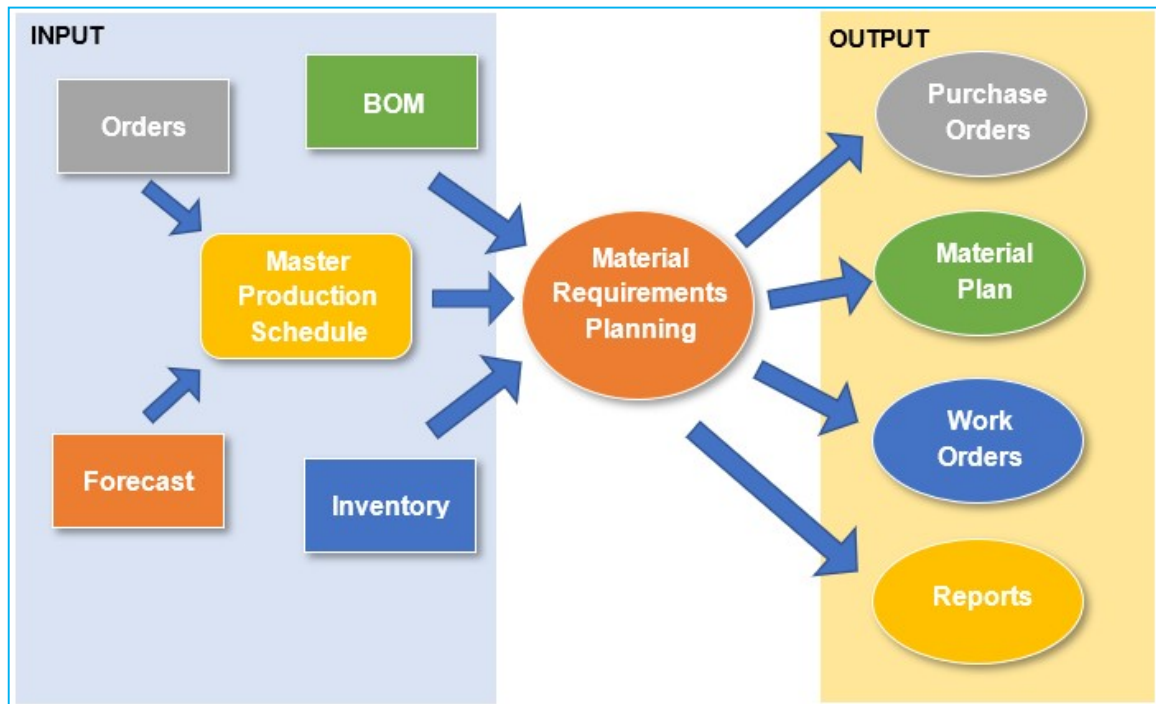 INPUT
Orders
BOM
Master
Production
Schedule
Forecast
Inventory
Material
Requirements
Planning
OUTPUT
Purchase
Orders
Material
Plan
Work
Orders
Reports